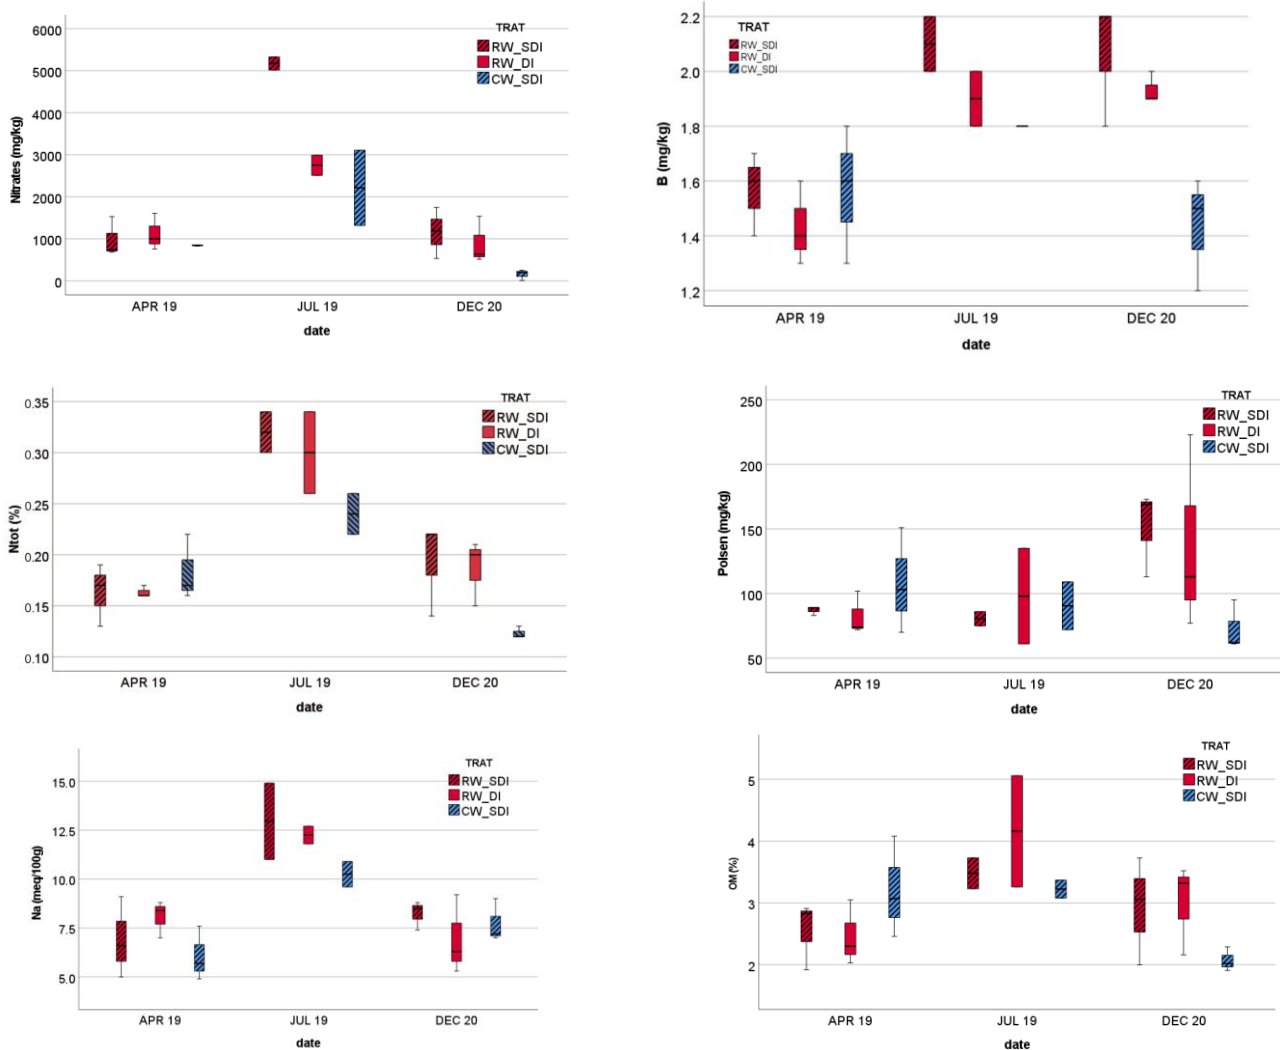 TRAT
RW_SDI
RW_DI
CW_SDI
6000
5000
4000
3000
2000
1000
0
Nitrates (mg/kg)
APR 19
JUL 19
DEC 20
date
TRAT
RW_SDI
RW_DI
CW_SDI
2.2
2.0
1.8
1.6
1.4
1.2
B (mg/kg)
APR 19
JUL 19
DEC 20
date
TRAT
RW_SDI
RW_DI
CW_SDI
0.35
0.30
0.25
0.20
0.15
0.10
Ntot (%)
APR 19
JUL 19
DEC 20
date
TRAT
RW_SDI
RW_DI
CW_SDI
250
200
150
100
50
Polsen (mg/kg)
APR 19
JUL 19
DEC 20
date
TRAT
RW_SDI
RW_DI
CW_SDI
15.0
12.5
10.0
7.5
5.0
Na (meq/100g)
APR 19
JUL 19
DEC 20
date
TRAT
RW_SDI
RW_DI
CW_SDI
5
4
3
2
OM (%)
APR 19
JUL 19
DEC 20
date